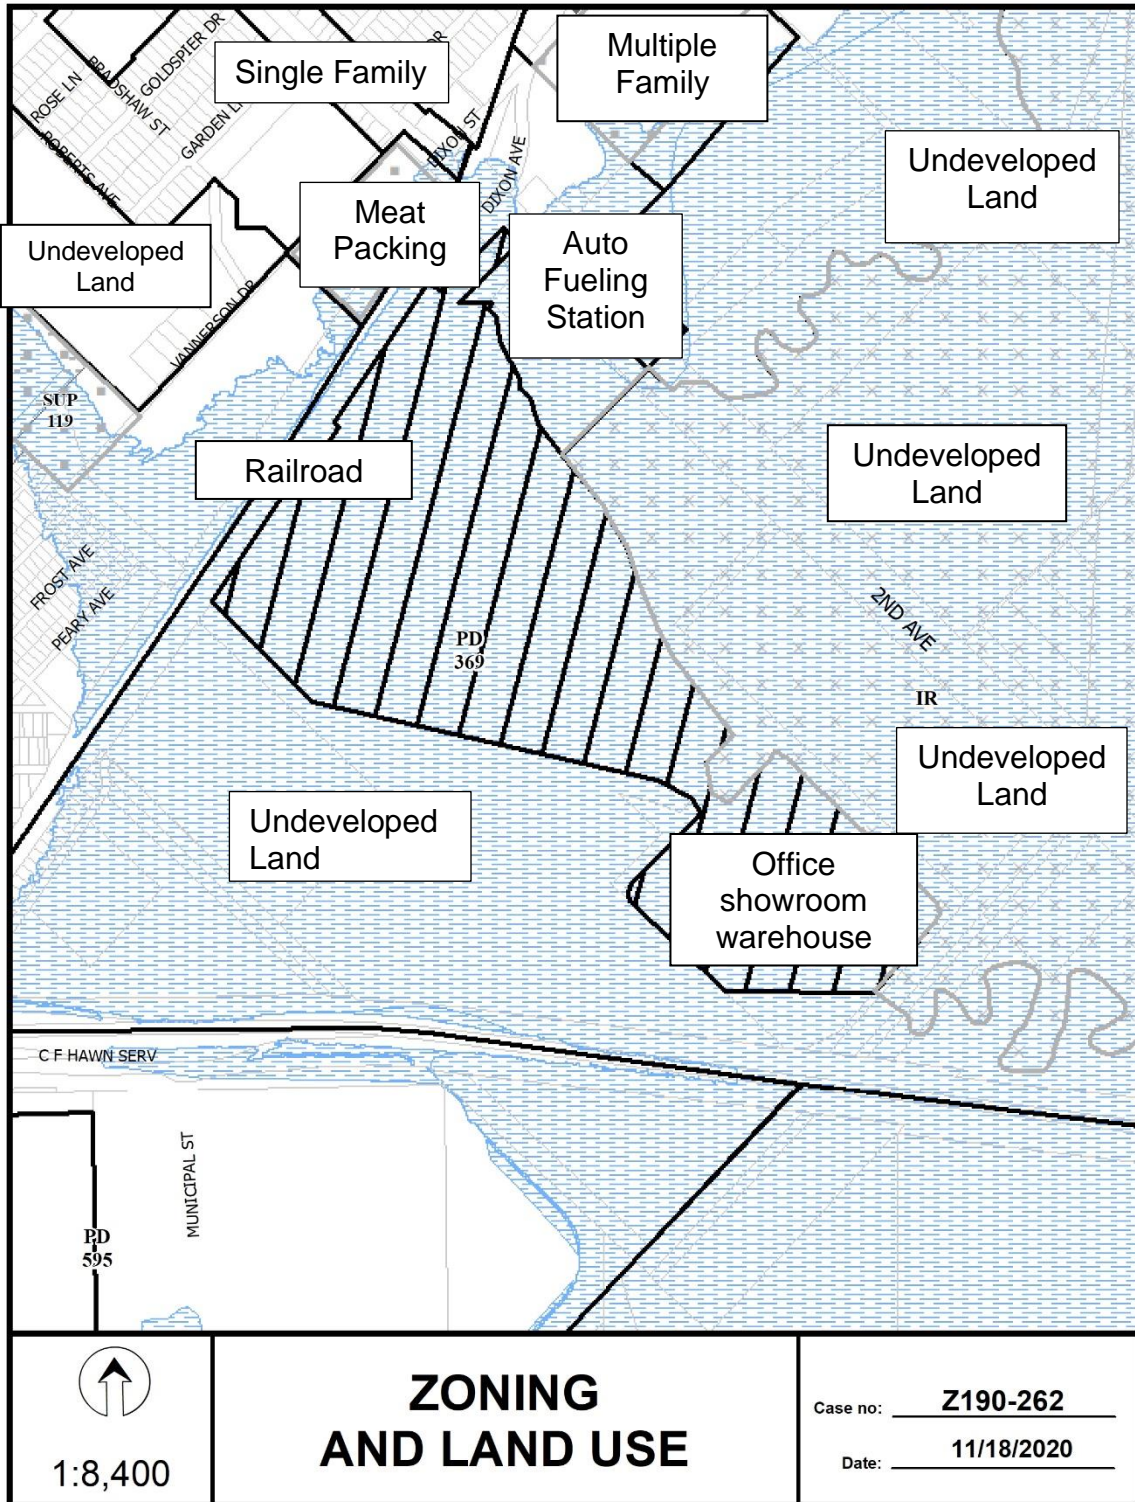 GOLDSPIER DR
ROSE LN
BRADSHAW ST
GARDEN L
ROBERTS AVE
Single Family
DR
Multiple
Family
DIXON ST
DIXON AVE
Undeveloped
Land
Meat
Packing
Undeveloped
Land
Auto
Fueling
Station
VANNERSON DR
SUP
119
Railroad
Undeveloped
Land
FROST AVE
PEARY AVE
2ND AVE
PD
369
IR
Undeveloped
Land
Undeveloped
Land
Office
showroom
warehouse
C F HAWN SERV
MUNICIPAL ST
PD
595
1:8,400
ZONING
AND LAND USE
Case no: Z190-262
Date: 11/18/2020